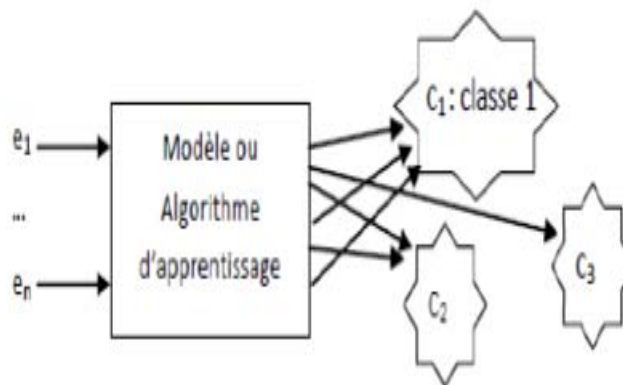 e1
...
en
Modèle ou
Algorithme
d'apprentissage
C1 : classe 1
C2
C3